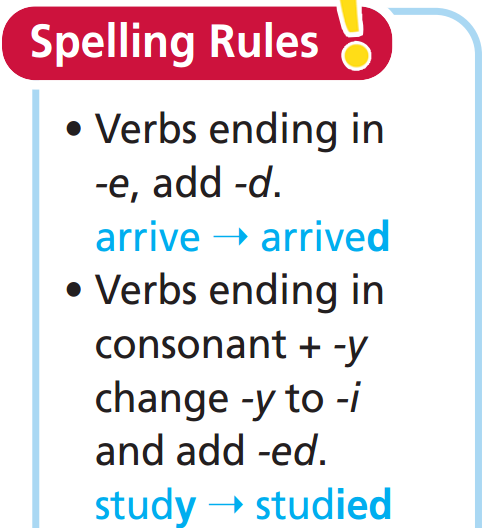 Spelling Rules !
• Verbs ending in
-e, add -d.
arrive → arrived
• Verbs ending in
consonant + -y
change -y to -i
and add -ed.
study → studied